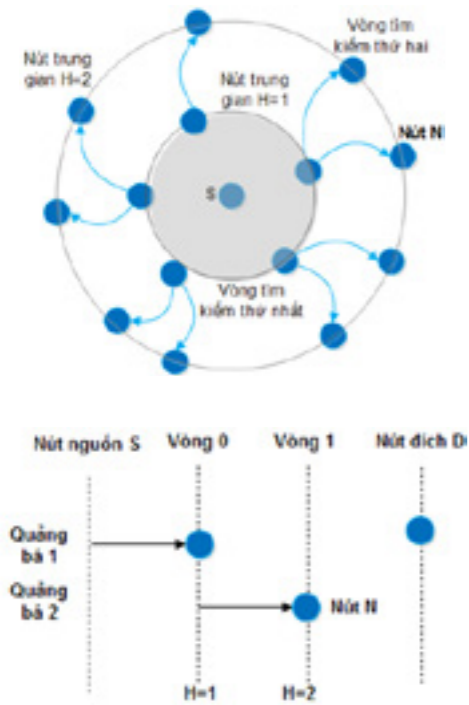 Vòng tìm
kiếm thứ hai
Nút trung
gian H=2
Nút trung
gian H=1
Nút N
S
Vòng tìm
kiếm thứ nhất
Nút nguồn S Vòng 0 Vòng 1 Nút đích D
Quảng
bá 1
Quảng
bá 2
Nút N
H=1 H=2